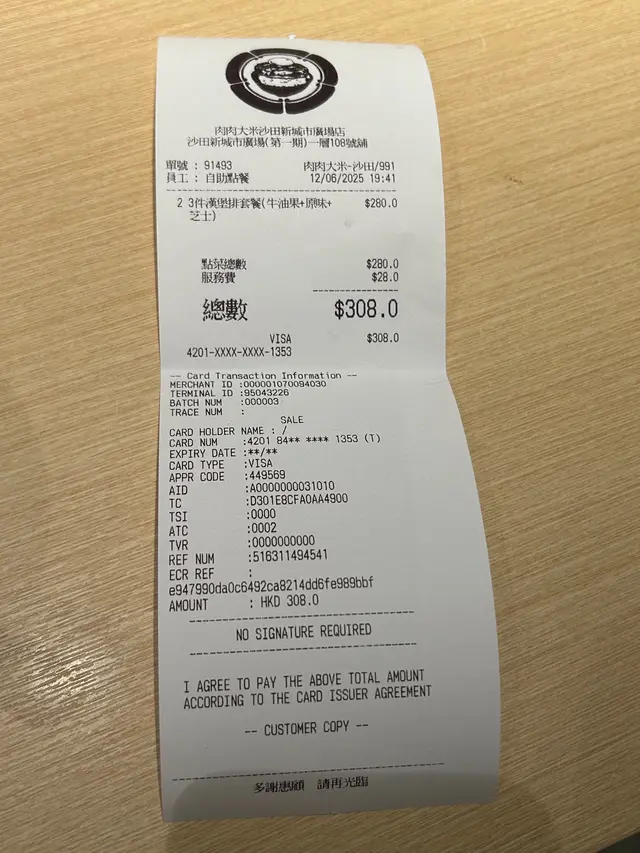 肉肉大米沙田新城市廣場店
沙田新城市廣場(第一期)一層108號舖
單號 : 91493 肉肉大米-沙田/991
員工 : 自助點餐 12/06/2025 19:41
2 3件漢堡排套餐(牛油果+原味+ $280.0
芝士)
點菜總數 $280.0
服務費 $28.0
總數 $308.0
VISA $308.0
4201-XXXX-XXXX-1353
-- Card Transaction Information --
MERCHANT ID :000001070094030
TERMINAL ID :95043226
BATCH NUM :000003
TRACE NUM :
SALE
CARD HOLDER NAME : /
CARD NUM :4201 84** **** 1353 (T)
EXPIRY DATE :**/**
CARD TYPE :VISA
APPR CODE :449569
AID :A0000000031010
TC :D301E8CFA0AA4900
TSI :0000
ATC :0002
TVR :0000000000
REF NUM :516311494541
ECR REF :
e947990da0c6492ca8214dd6fe989bbf
AMOUNT : HKD 308.0
NO SIGNATURE REQUIRED
I AGREE TO PAY THE ABOVE TOTAL AMOUNT
ACCORDING TO THE CARD ISSUER AGREEMENT
-- CUSTOMER COPY --
多謝惠顧 請再光臨